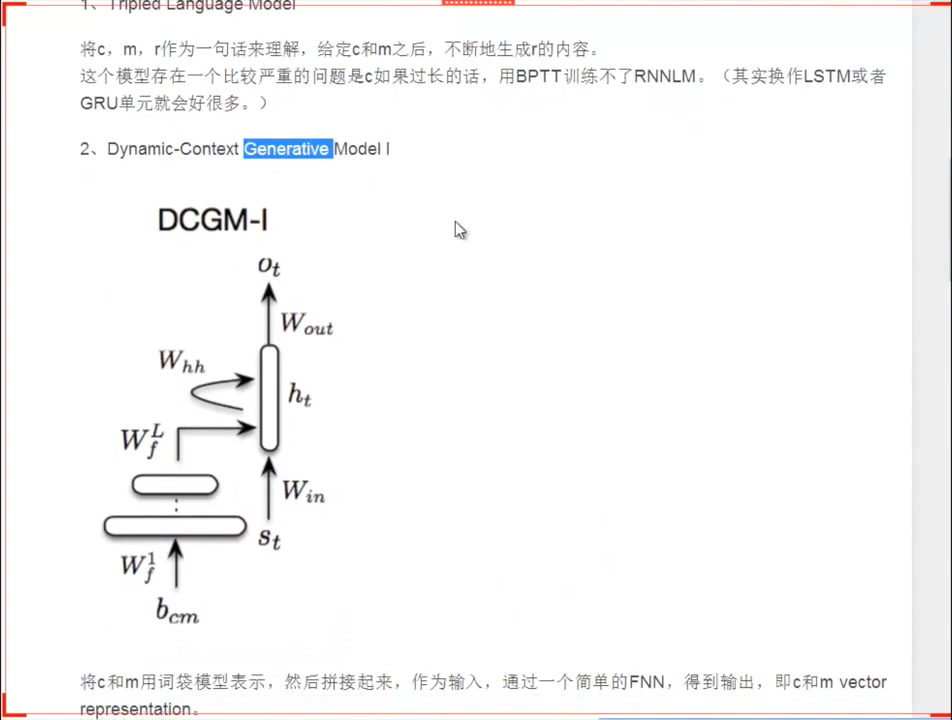 1、Tripled Language Model
将c，m，r作为一句话来理解，给定c和m之后，不断地生成r的内容。
这个模型存在一个比较严重的问题是c如果过长的话，用BPTT训练不了RNNLM。（其实换作LSTM或者
GRU单元就会好很多。）
2、Dynamic-Context Generative Model I
DCGM-I
o_t
W_out
W_hh
h_t
W_f^L
W_in
s_t
W_f^1
b_cm
将c和m用词袋模型表示，然后拼接起来，作为输入，通过一个简单的FNN，得到输出，即c和m vector
representation。